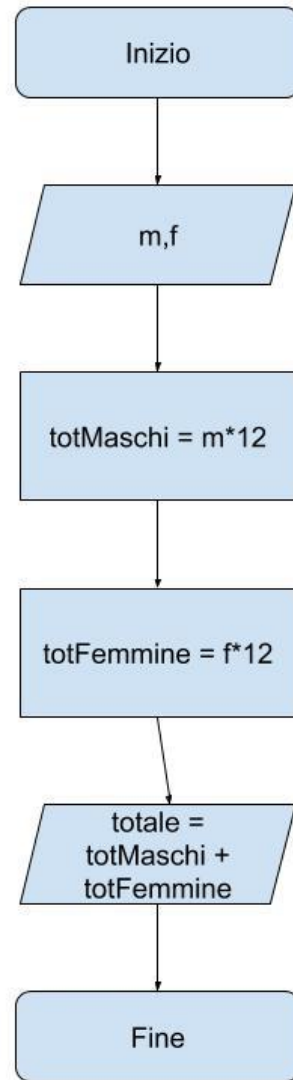 Inizio
m,f
totMaschi = m*12
totFemmine = f*12
totale =
totMaschi +
totFemmine
Fine